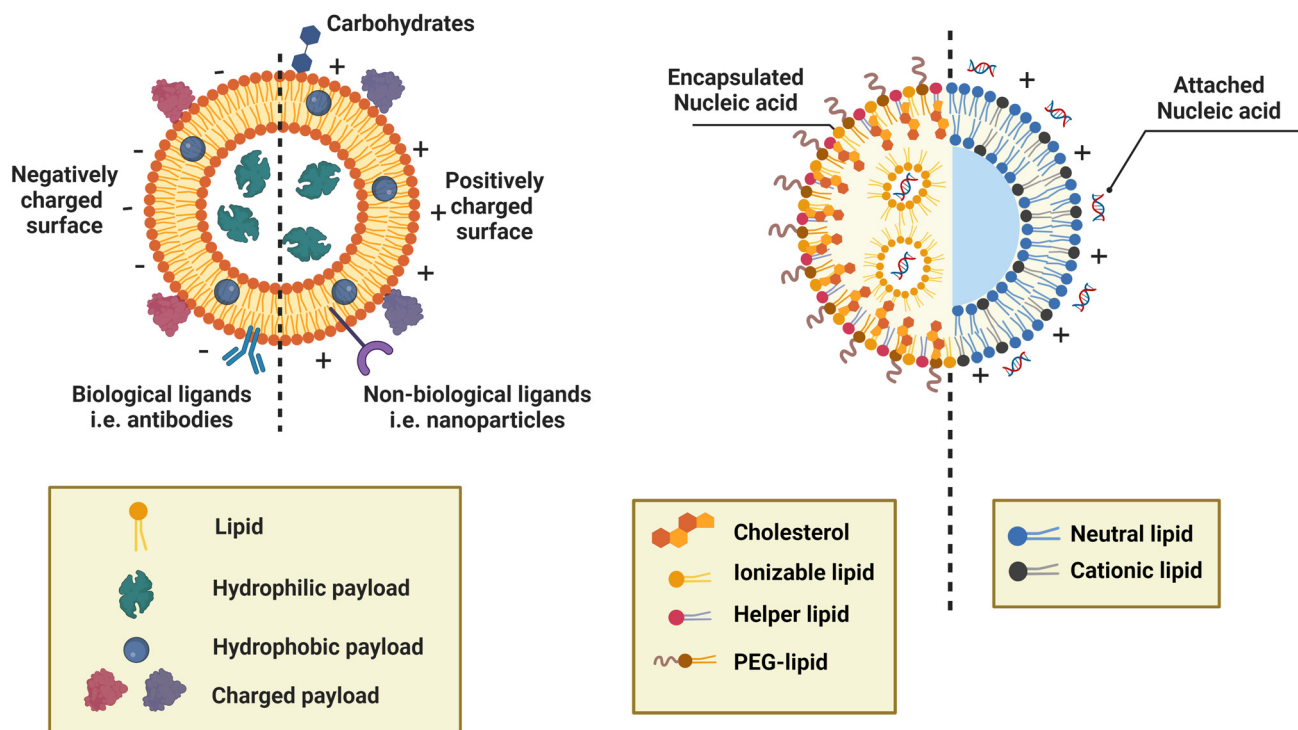 Carbohydrates
Negatively
charged
surface
Positively
charged
surface
Biological ligands
i.e. antibodies
Non-biological ligands
i.e. nanoparticles
Encapsulated
Nucleic acid
Attached
Nucleic acid
Lipid
Hydrophilic payload
Hydrophobic payload
Charged payload
Cholesterol
Ionizable lipid
Helper lipid
PEG-lipid
Neutral lipid
Cationic lipid